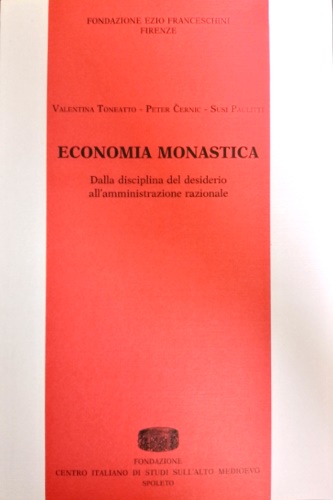 FONDAZIONE EZIO FRANCESCHINI
FIRENZE
VALENTINA TONEATTO - PETER ČERNIC - SUSI PAULITTI
ECONOMIA MONASTICA
Dalla disciplina del desiderio
all'amministrazione razionale
FONDAZIONE
CENTRO ITALIANO DI STUDI SULL'ALTO MEDIOEVO
SPOLETO